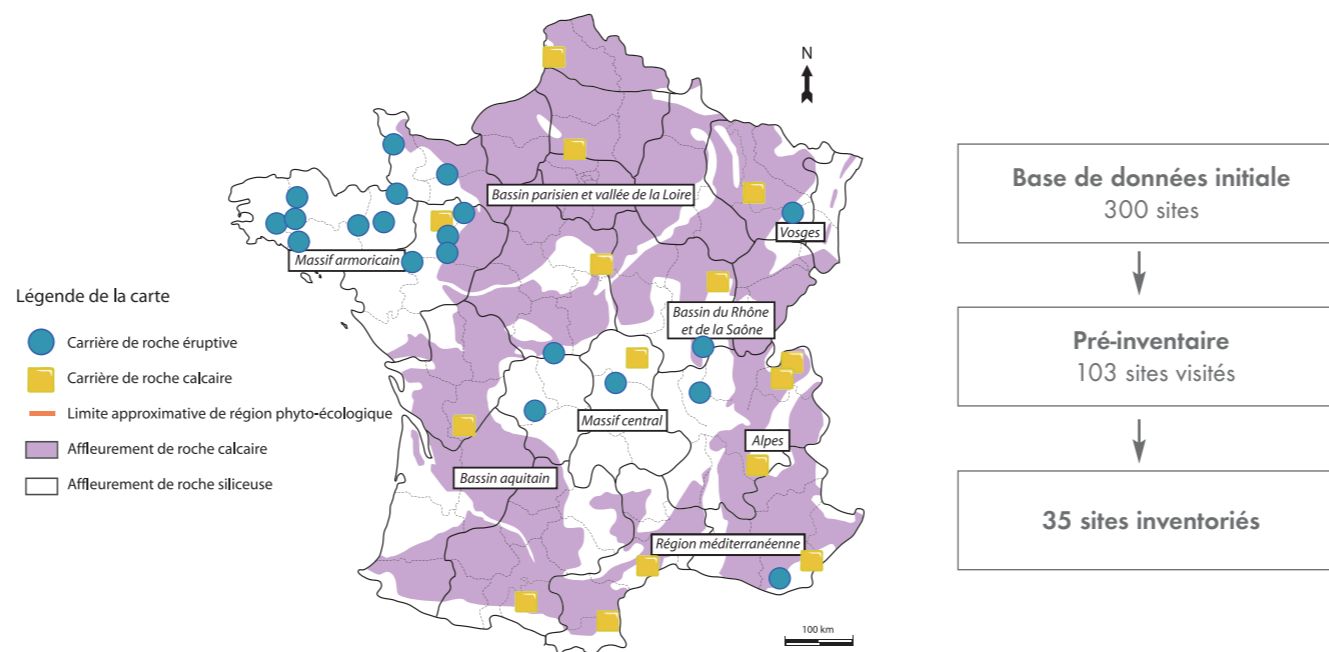 N
Bassin parisien et vallée de la Loire
Vosges
Massif armoricain
Bassin du Rhône
et de la Saône
Massif central
Alpes
Bassin aquitain
Région méditerranéenne
100 km
Légende de la carte
Carrière de roche éruptive
Carrière de roche calcaire
Limite approximative de région phyto-écologique
Affleurement de roche calcaire
Affleurement de roche siliceuse
Base de données initiale
300 sites
Pré-inventaire
103 sites visités
35 sites inventoriés